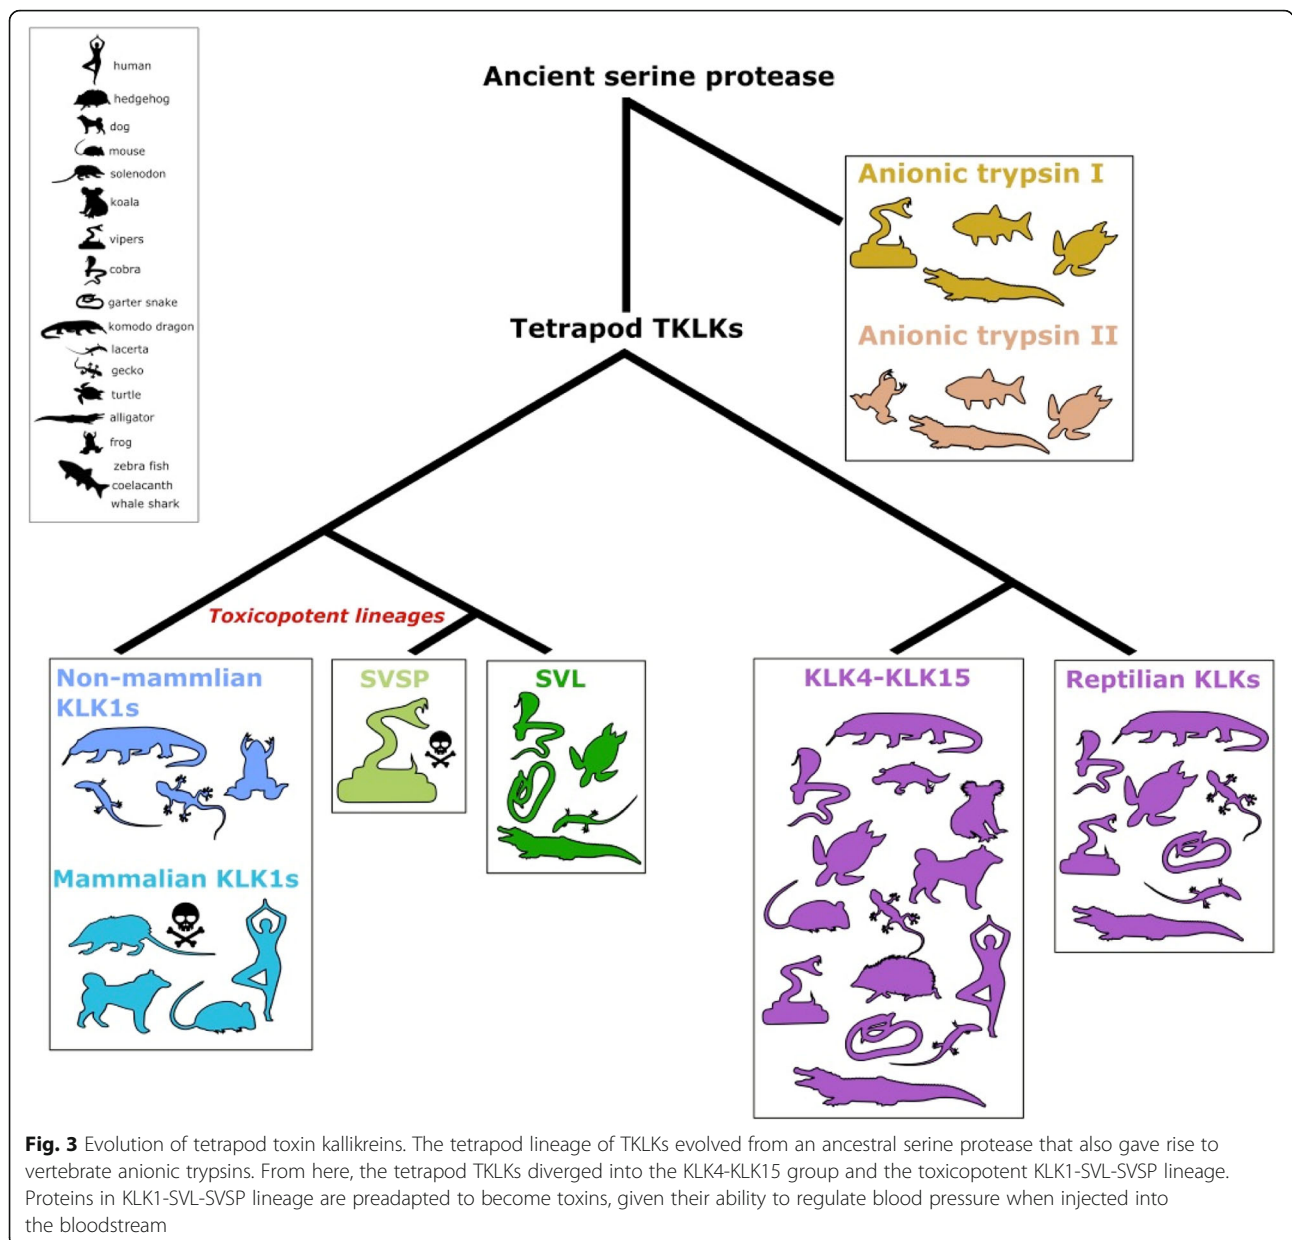 human
hedgehog
dog
mouse
solenodon
koala
vipers
cobra
garter snake
komodo dragon
lacerta
gecko
turtle
alligator
frog
zebra fish
coelacanth
whale shark
Ancient serine protease
Anionic trypsin I
Anionic trypsin II
Tetrapod TKLKs
Toxicopotent lineages
Non-mammlian
KLK1s
Mammalian KLK1s
SVSP
SVL
KLK4-KLK15
Reptilian KLKs
Fig. 3 Evolution of tetrapod toxin kallikreins. The tetrapod lineage of TKLKs evolved from an ancestral serine protease that also gave rise to
vertebrate anionic trypsins. From here, the tetrapod TKLKs diverged into the KLK4-KLK15 group and the toxicopotent KLK1-SVL-SVSP lineage.
Proteins in KLK1-SVL-SVSP lineage are preadapted to become toxins, given their ability to regulate blood pressure when injected into
the bloodstream